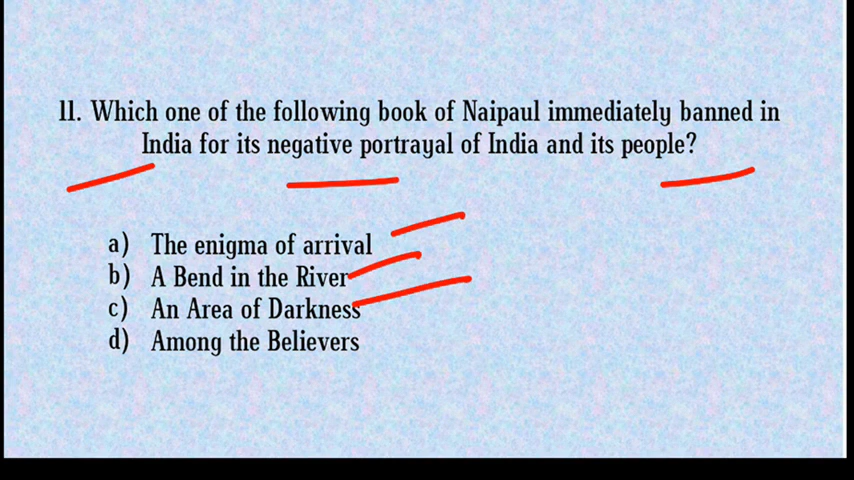 11. Which one of the following book of Naipaul immediately banned in
India for its negative portrayal of India and its people?
a) The enigma of arrival
b) A Bend in the River
c) An Area of Darkness
d) Among the Believers